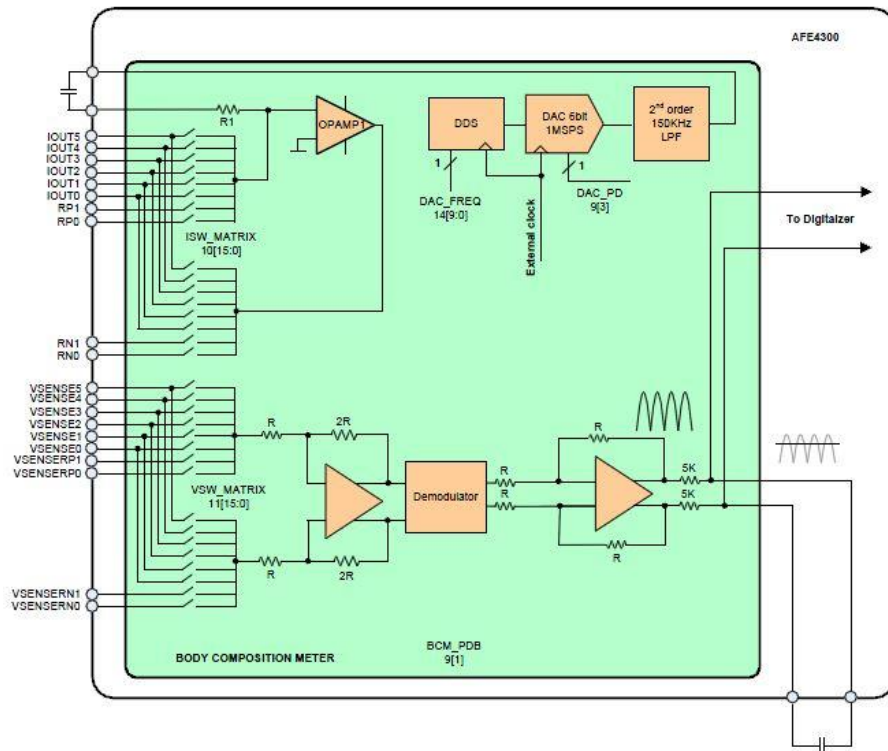 AFE4300
R1
OPAMP1
DDS
DAC 6bit
1MSPS
2nd order
150KHz
LPF
IOUT5
IOUT4
IOUT3
IOUT2
IOUT1
IOUT0
RP1
RP0
1
1
DAC_FREQ
14[9:0]
DAC_PD
9[3]
External clock
To Digitalzer
ISW_MATRIX
10[15:0]
RN1
RN0
VSENSE5
VSENSE4
VSENSE3
VSENSE2
VSENSE1
VSENSE0
VSENSERP1
VSENSERP0
R
2R
R
5K
VSW_MATRIX
11[15:0]
Demodulator
R
R
5K
R
2R
R
VSENSERN1
VSENSERN0
BCM_PDB
9[1]
BODY COMPOSITION METER